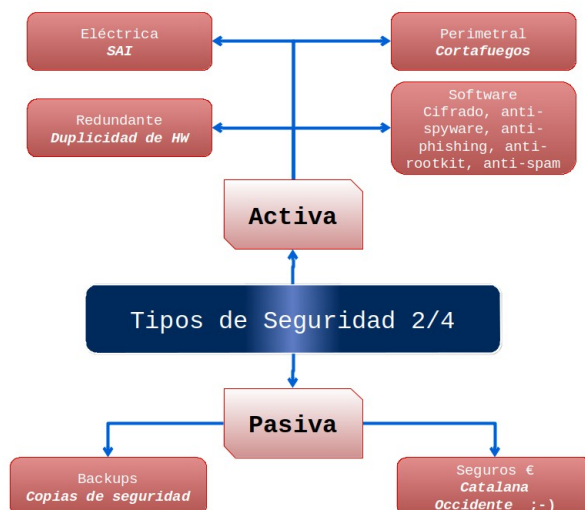 Eléctrica
SAI
Perimetral
Cortafuegos
Redundante
Duplicidad de HW
Software
Cifrado, anti-
spyware, anti-
phishing, anti-
rootkit, anti-spam
Activa
Tipos de Seguridad 2/4
Pasiva
Backups
Copias de seguridad
Seguros €
Catalana
Occidente ;-)